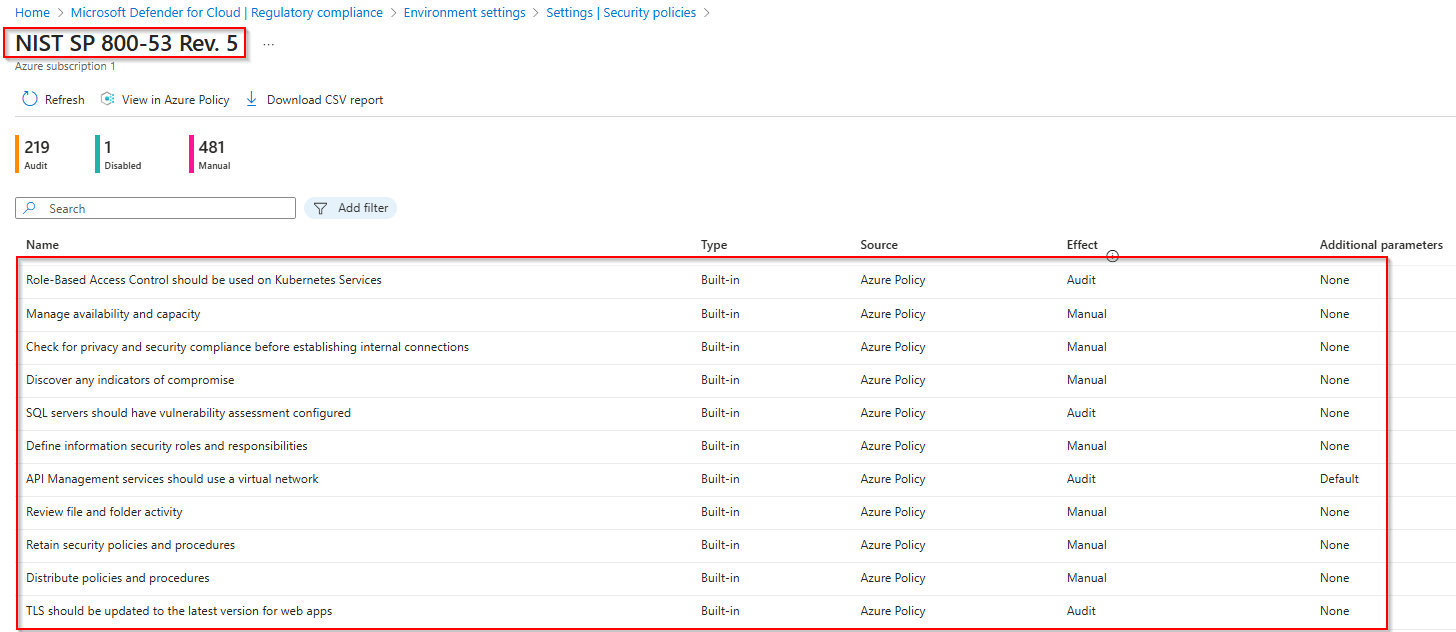 Home > Microsoft Defender for Cloud | Regulatory compliance > Environment settings > Settings | Security policies >
NIST SP 800-53 Rev. 5 ...
Azure subscription 1
Refresh View in Azure Policy Download CSV report
219 1 481
Audit Disabled Manual
Search Add filter
Name Type Source Effect Additional parameters
Role-Based Access Control should be used on Kubernetes Services Built-in Azure Policy Audit None
Manage availability and capacity Built-in Azure Policy Manual None
Check for privacy and security compliance before establishing internal connections Built-in Azure Policy Manual None
Discover any indicators of compromise Built-in Azure Policy Manual None
SQL servers should have vulnerability assessment configured Built-in Azure Policy Audit None
Define information security roles and responsibilities Built-in Azure Policy Manual None
API Management services should use a virtual network Built-in Azure Policy Audit Default
Review file and folder activity Built-in Azure Policy Manual None
Retain security policies and procedures Built-in Azure Policy Manual None
Distribute policies and procedures Built-in Azure Policy Manual None
TLS should be updated to the latest version for web apps Built-in Azure Policy Audit None